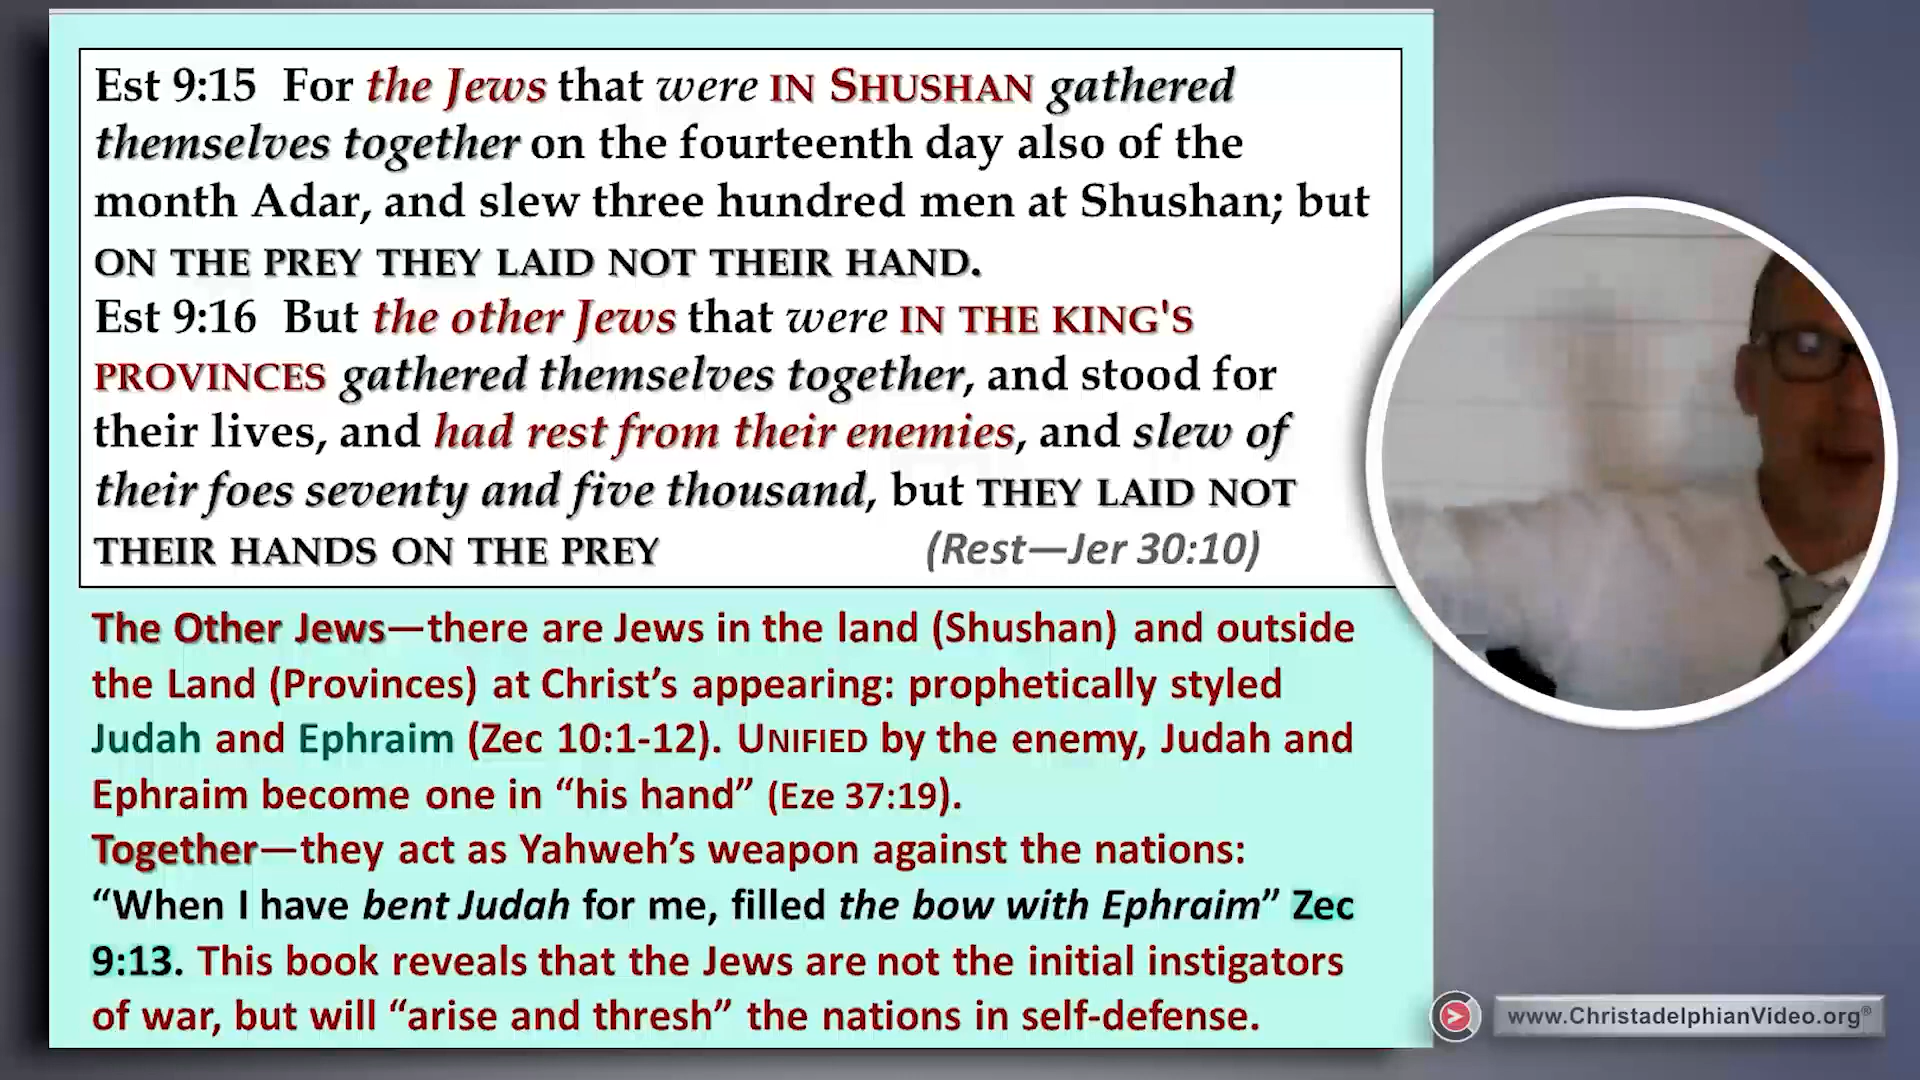 Est 9:15 For the Jews that were IN SHUSHAN gathered
themselves together on the fourteenth day also of the
month Adar, and slew three hundred men at Shushan; but
ON THE PREY THEY LAID NOT THEIR HAND.
Est 9:16 But the other Jews that were IN THE KING'S
PROVINCES gathered themselves together, and stood for
their lives, and had rest from their enemies, and slew of
their foes seventy and five thousand, but THEY LAID NOT
THEIR HANDS ON THE PREY (Rest—Jer 30:10)
The Other Jews—there are Jews in the land (Shushan) and outside
the Land (Provinces) at Christ’s appearing: prophetically styled
Judah and Ephraim (Zec 10:1-12). UNIFIED by the enemy, Judah and
Ephraim become one in “his hand” (Eze 37:19).
Together—they act as Yahweh’s weapon against the nations:
“When I have bent Judah for me, filled the bow with Ephraim” Zec
9:13. This book reveals that the Jews are not the initial instigators
of war, but will “arise and thresh” the nations in self-defense.
www.ChristadelphianVideo.org®